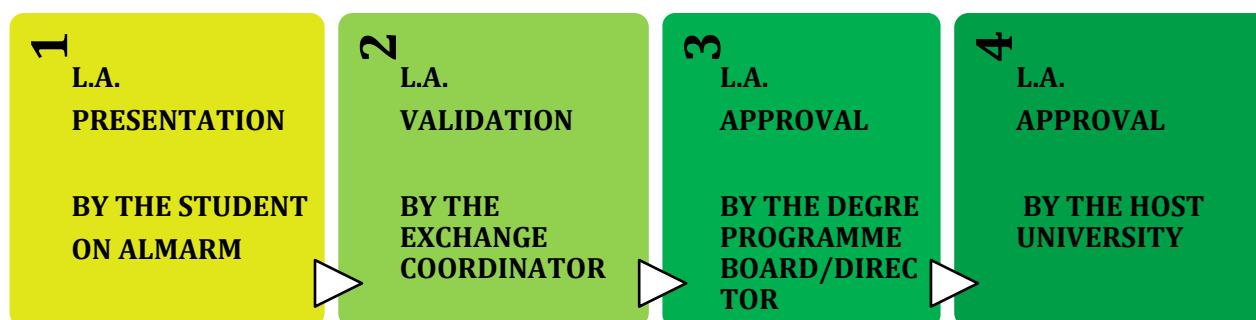 1
L.A.
PRESENTATION
BY THE STUDENT
ON ALMARM
2
L.A.
VALIDATION
BY THE
EXCHANGE
COORDINATOR
3
L.A.
APPROVAL
BY THE DEGRE
PROGRAMME
BOARD/DIREC
TOR
4
L.A.
APPROVAL
BY THE HOST
UNIVERSITY